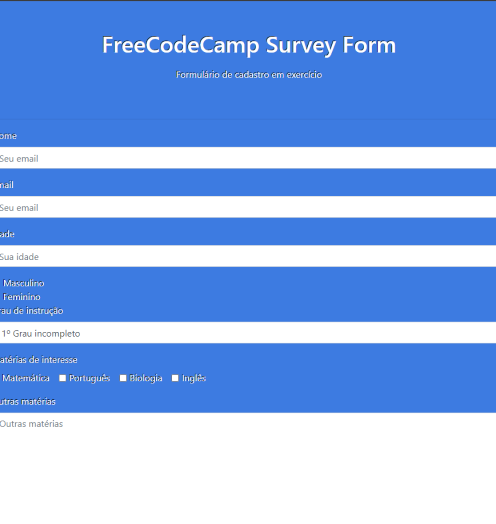 FreeCodeCamp Survey Form
Formulário de cadastro em exercício
ome
Seu email
mail
Seu email
ade
Sua idade
Masculino
Feminino
rau de instrução
1º Grau incompleto
atérias de interesse
Matemática Português Biologia Inglês
utras matérias
Outras matérias